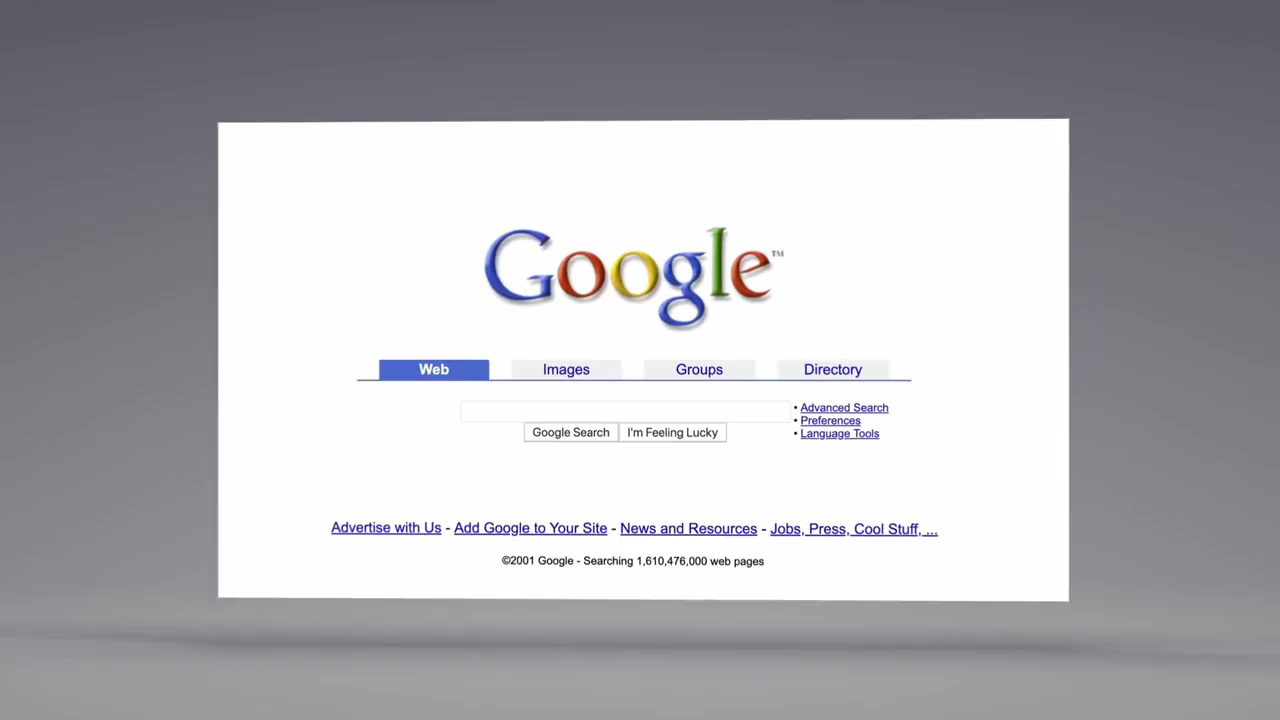 Google™
Web Images Groups Directory
• Advanced Search
• Preferences
• Language Tools
Google Search I'm Feeling Lucky
Advertise with Us - Add Google to Your Site - News and Resources - Jobs, Press, Cool Stuff, ...
©2001 Google - Searching 1,610,476,000 web pages